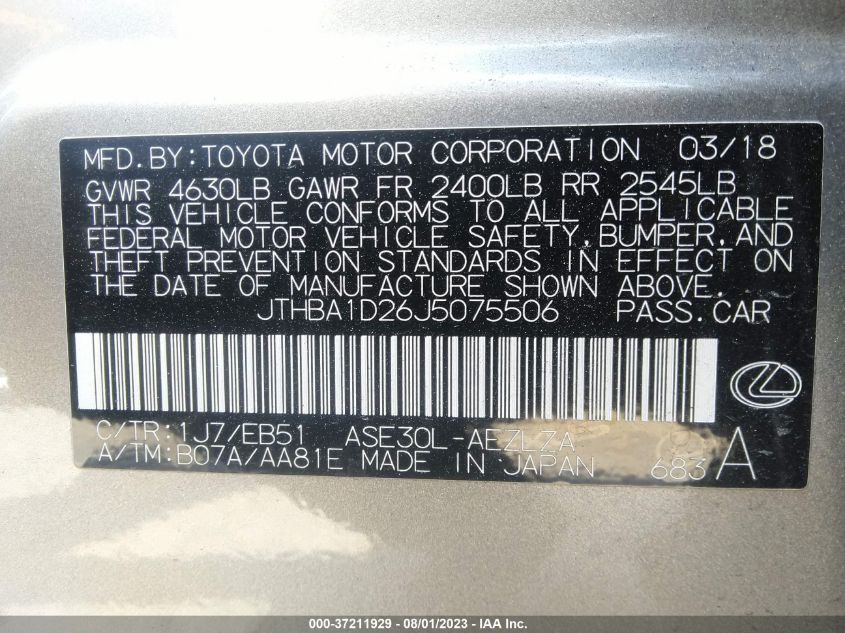 MFD.BY:TOYOTA MOTOR CORPORATION 03/18
GVWR 4630LB GAWR FR 2400LB RR 2545LB
THIS VEHICLE CONFORMS TO ALL APPLICABLE
FEDERAL MOTOR VEHICLE SAFETY,BUMPER,AND
THEFT PREVENTION STANDARDS IN EFFECT ON
THE DATE OF MANUFACTURE SHOWN ABOVE.
JTHBA1D26J5075506 PASS.CAR
C/TR:1J7/EB51 ASE30L-AEZLZA
A/TM:B07A/AA81E MADE IN JAPAN 683 A
000-37211929 - 08/01/2023 - IAA Inc.